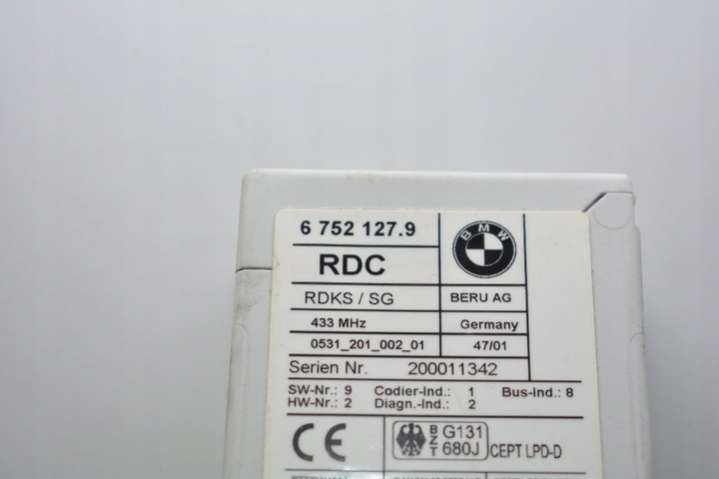 6 752 127.9
BMW
RDC
RDKS / SG BERU AG
433 MHz Germany
0531_201_002_01 47/01
Serien Nr. 200011342
SW-Nr.: 9 Codier-Ind.: 1 Bus-Ind.: 8
HW-Nr.: 2 Diagn.-Ind.: 2
CE BZT G131 680J CEPT LPD-D